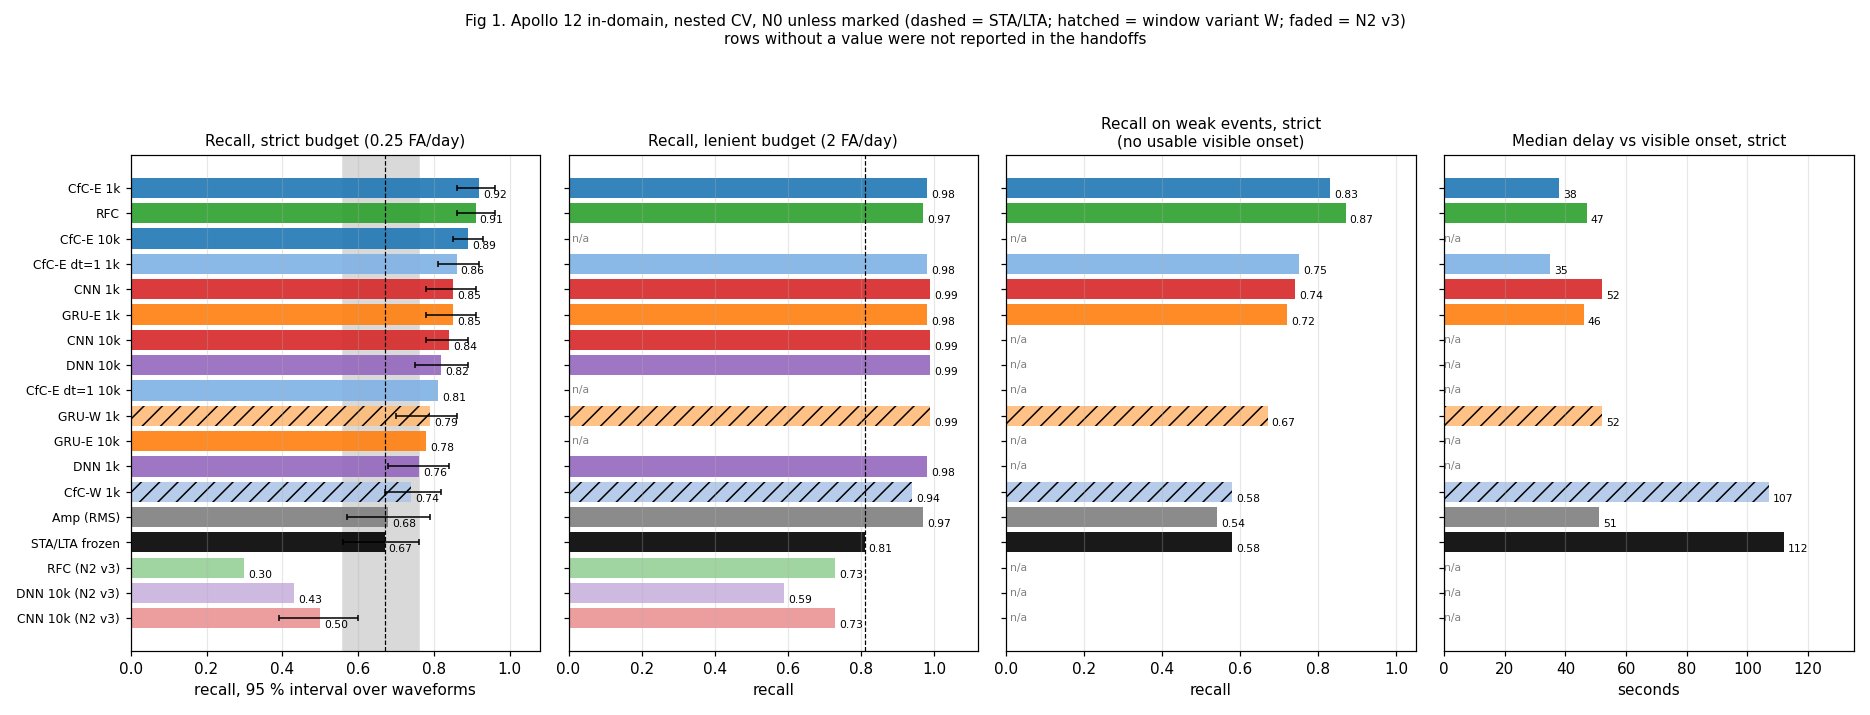 Fig 1. Apollo 12 in-domain, nested CV, N0 unless marked (dashed = STA/LTA; hatched = window variant W; faded = N2 v3)
rows without a value were not reported in the handoffs
Recall, strict budget (0.25 FA/day)
CfC-E 1k
0.92
RFC
0.91
CfC-E 10k
0.89
CfC-E dt=1 1k
0.86
CNN 1k
0.85
GRU-E 1k
0.85
CNN 10k
0.84
DNN 10k
0.82
CfC-E dt=1 10k
0.81
GRU-W 1k
0.79
GRU-E 10k
0.78
DNN 1k
0.76
CfC-W 1k
0.74
Amp (RMS)
0.68
STA/LTA frozen
0.67
RFC (N2 v3)
0.30
DNN 10k (N2 v3)
0.43
CNN 10k (N2 v3)
0.50
0.0 0.2 0.4 0.6 0.8 1.0
recall, 95 % interval over waveforms
Recall, lenient budget (2 FA/day)
0.98
0.97
n/a
0.98
0.99
0.98
0.99
0.99
n/a
0.99
n/a
0.98
0.94
0.97
0.81
0.73
0.59
0.73
0.0 0.2 0.4 0.6 0.8 1.0
recall
Recall on weak events, strict
(no usable visible onset)
0.83
0.87
n/a
0.75
0.74
0.72
n/a
n/a
n/a
0.67
n/a
n/a
0.58
0.54
0.58
n/a
n/a
n/a
0.0 0.2 0.4 0.6 0.8 1.0
recall
Median delay vs visible onset, strict
38
47
n/a
35
52
46
n/a
n/a
n/a
52
n/a
n/a
107
51
112
n/a
n/a
n/a
0 20 40 60 80 100 120
seconds